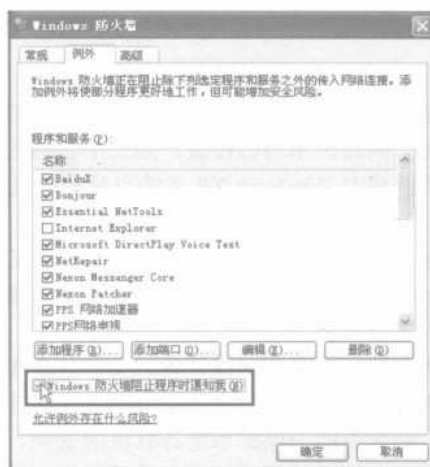 Windows 防火墙
常规 例外 高级
Windows 防火墙正在阻止除下列选定程序和服务之外的传入网络连接。添
加例外将使部分程序更好地工作，但可能增加安全风险。
程序和服务(P):
名称
BaiduX
Bonjour
Essential NetTools
Internet Explorer
Microsoft DirectPlay Voice Test
NetRepair
Nexon Messanger Core
Nexon Patcher
PPS 网络加速器
PPS网络电视
添加程序(R)... 添加端口(O)... 编辑(E)... 删除(D)
Windows 防火墙阻止程序时通知我(N)
允许例外存在什么风险?
确定 取消